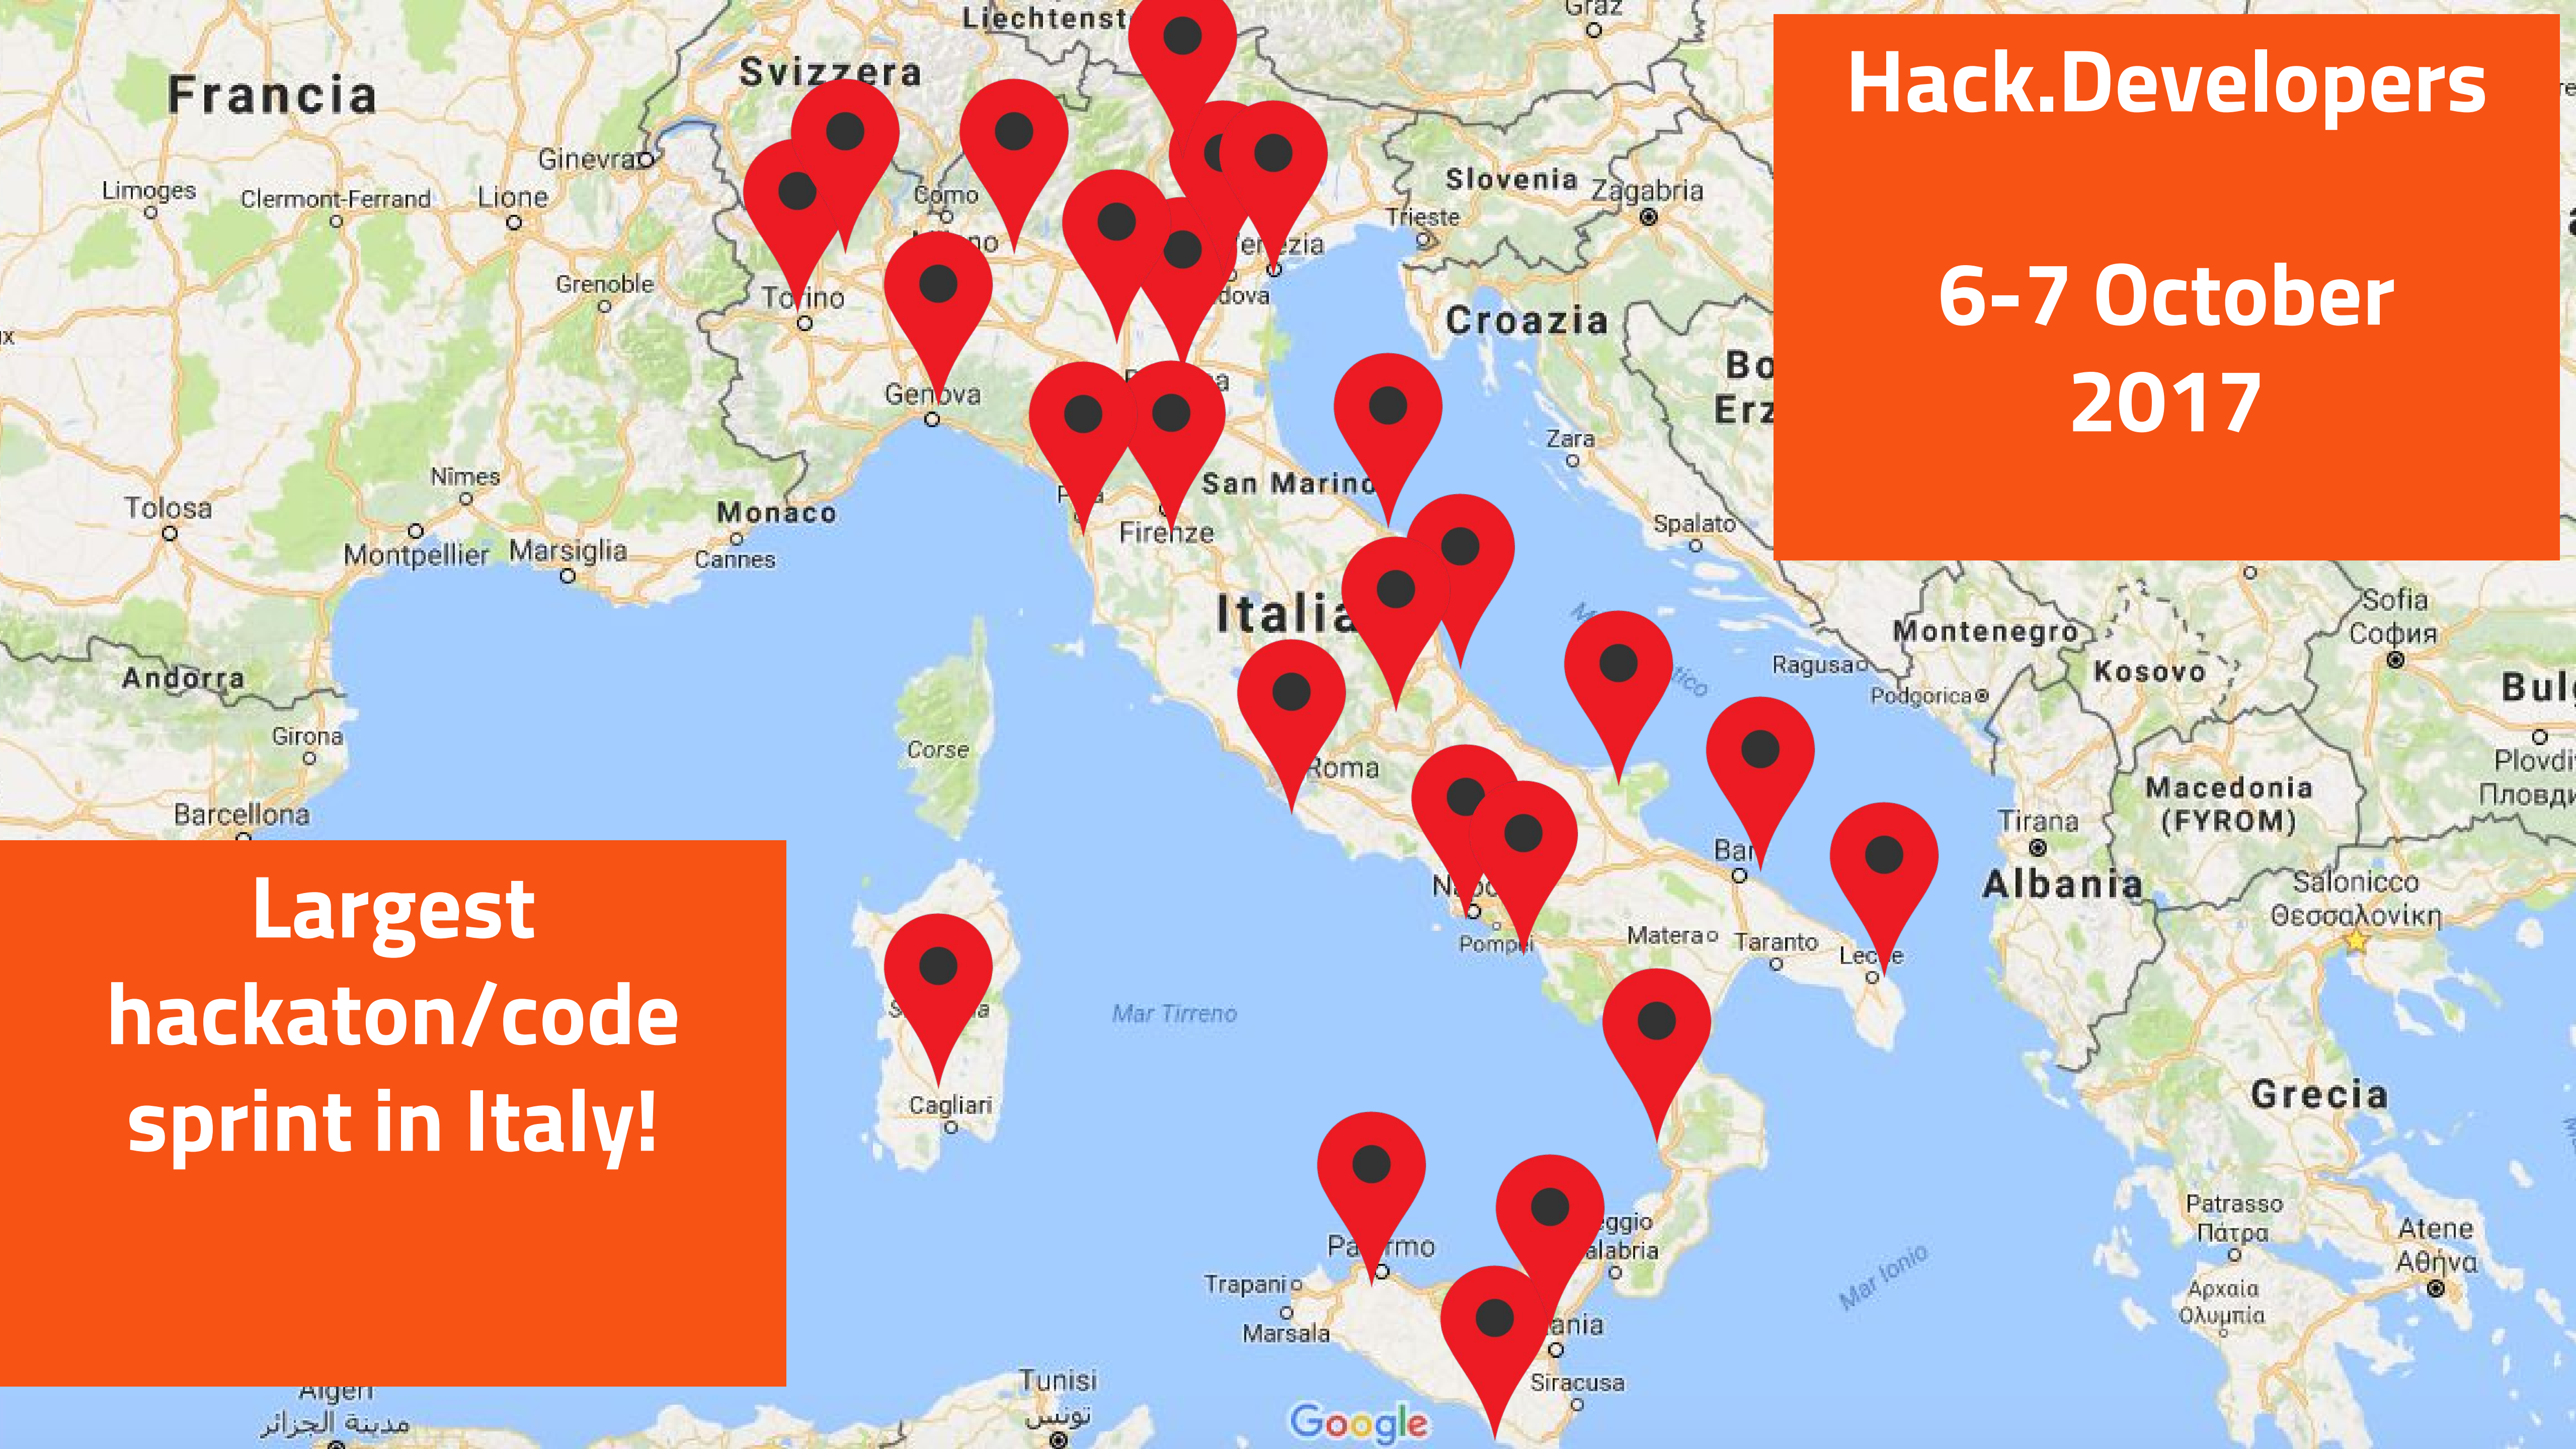 Liechtenst
Graz
Hack.Developers
6-7 October
2017
Francia
Svizzera
Ginevra
Limoges
Clermont-Ferrand
Lione
Como
Slovenia
Zagabria
Trieste
Grenoble
Torino
Croazia
Genova
Zara
Nîmes
San Marino
Tolosa
Monaco
Firenze
Spalato
Montpellier
Marsiglia
Cannes
Italia
Sofia
София
Montenegro
Kosovo
Ragusa
Podgorica
Andorra
Girona
Corse
Roma
Macedonia
(FYROM)
Barcellona
Tirana
Albania
Salonicco
Θεσσαλονίκη
Largest
hackaton/code
sprint in Italy!
Pompei
Matera
Taranto
Lecce
Mar Tirreno
Cagliari
Grecia
Patrasso
Πάτρα
Atene
Αθήνα
Palermo
Trapani
Marsala
Mar Ionio
Αρχαία
Ολυμπία
Siracusa
Tunisi
تونس
مدينة الجزائر
Google